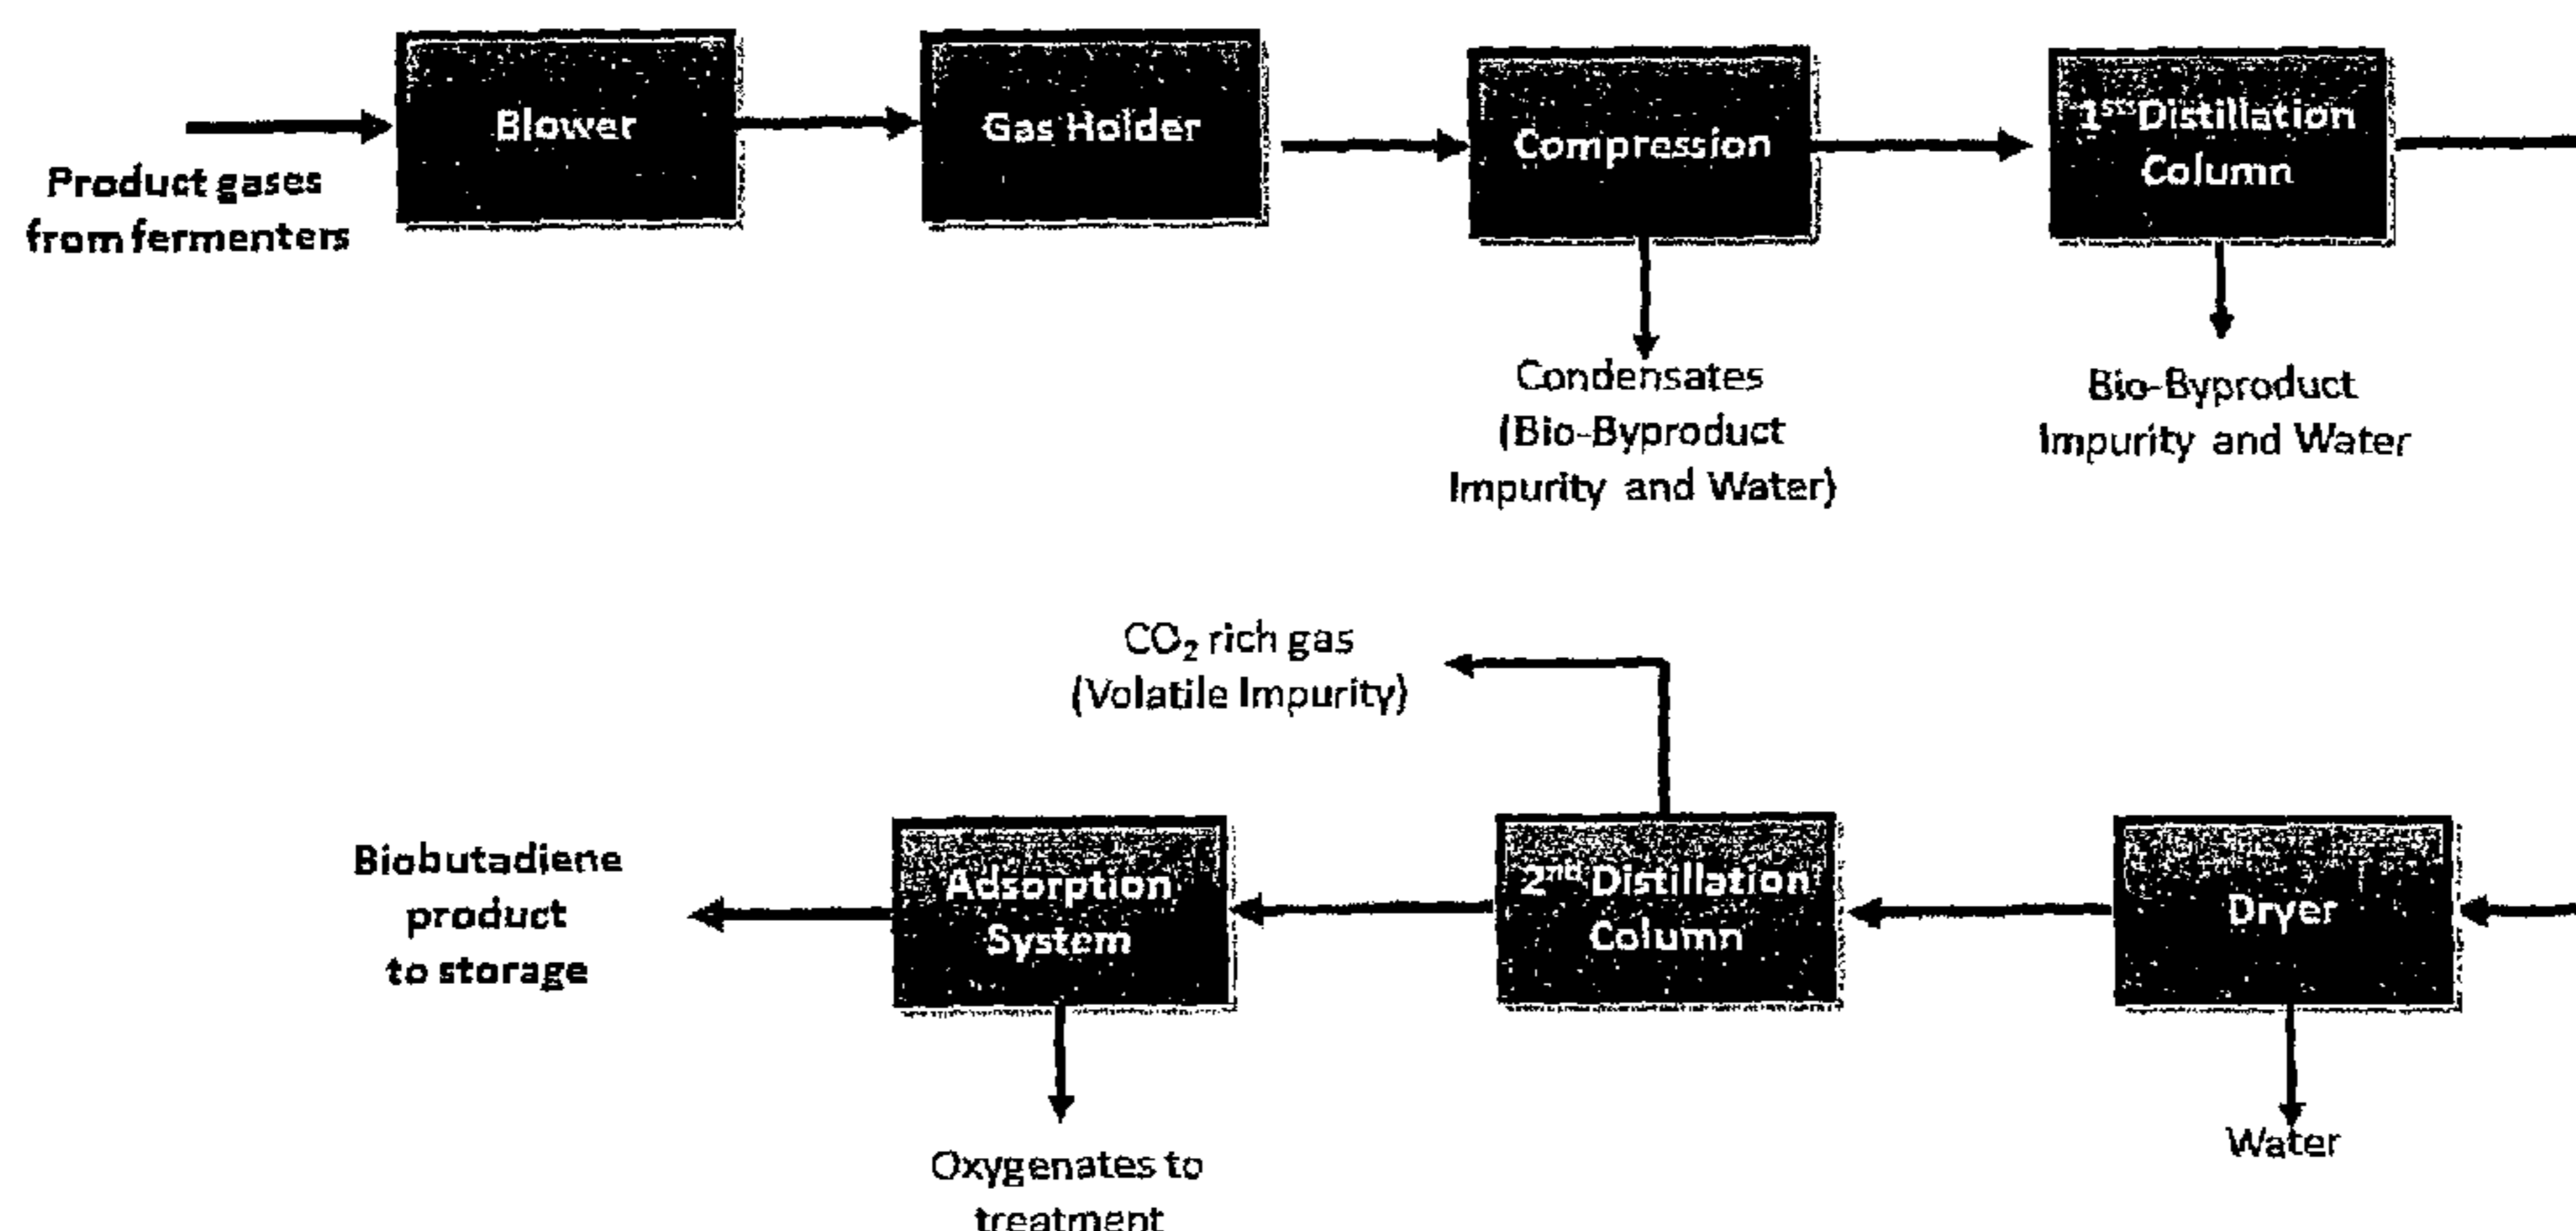 Blower
Gas Holder
Compression
1st Distillation
Column
Product gases
from fermenters
Condensates
(Bio-Byproduct
Impurity and Water)
Bio-Byproduct
Impurity and Water
CO₂ rich gas
(Volatile Impurity)
Biobutadiene
product
to storage
Adsorption
System
2nd Distillation
Column
Dryer
Oxygenates to
treatment
Water